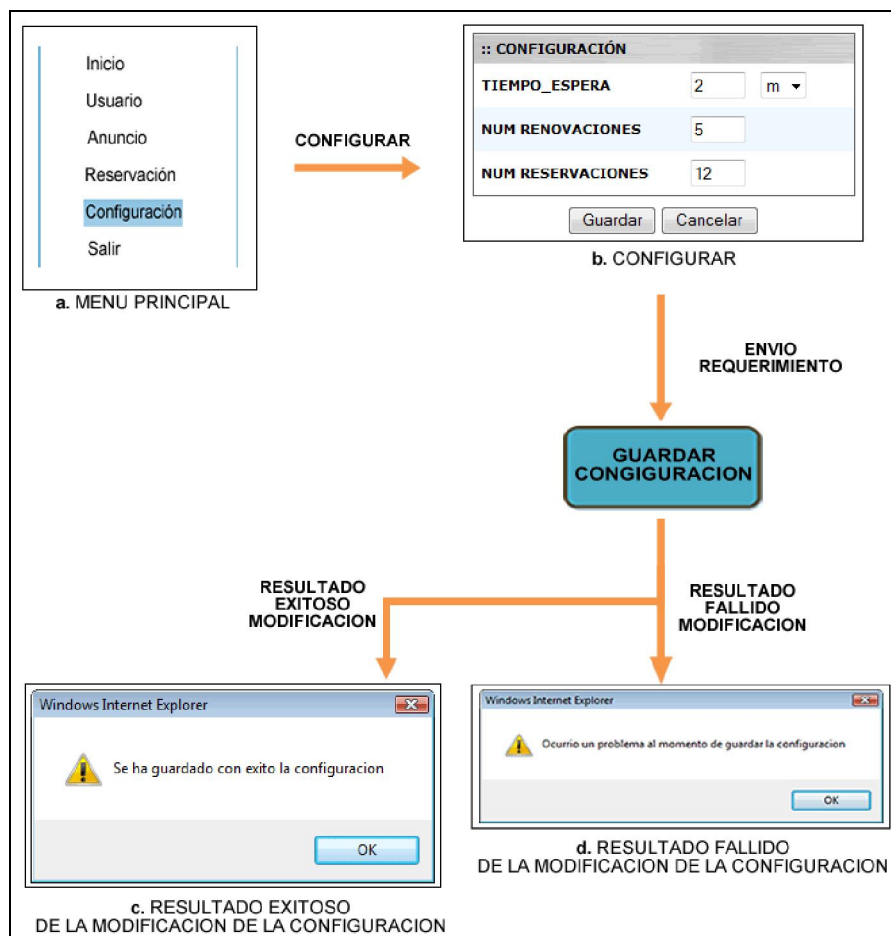 Inicio
Usuario
Anuncio
Reservación
Configuración
Salir
a. MENU PRINCIPAL
CONFIGURAR
:: CONFIGURACIÓN
TIEMPO_ESPERA 2 m
NUM RENOVACIONES 5
NUM RESERVACIONES 12
Guardar Cancelar
b. CONFIGURAR
ENVIO
REQUERIMIENTO
GUARDAR
CONGIGURACION
RESULTADO
EXITOSO
MODIFICACION
RESULTADO
FALLIDO
MODIFICACION
Windows Internet Explorer
Se ha guardado con exito la configuracion
OK
c. RESULTADO EXITOSO
DE LA MODIFICACION DE LA CONFIGURACION
Windows Internet Explorer
Ocurrio un problema al momento de guardar la configuracion
OK
d. RESULTADO FALLIDO
DE LA MODIFICACION DE LA CONFIGURACION